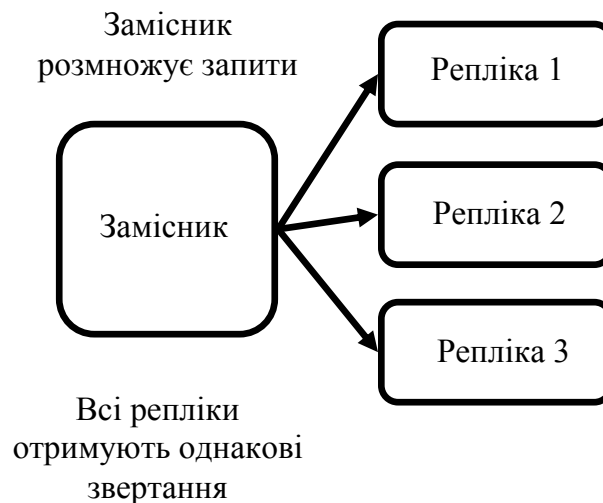 Замісник
розмножує запити
Репліка 1
Замісник
Репліка 2
Репліка 3
Всі репліки
отримують однакові
звертання